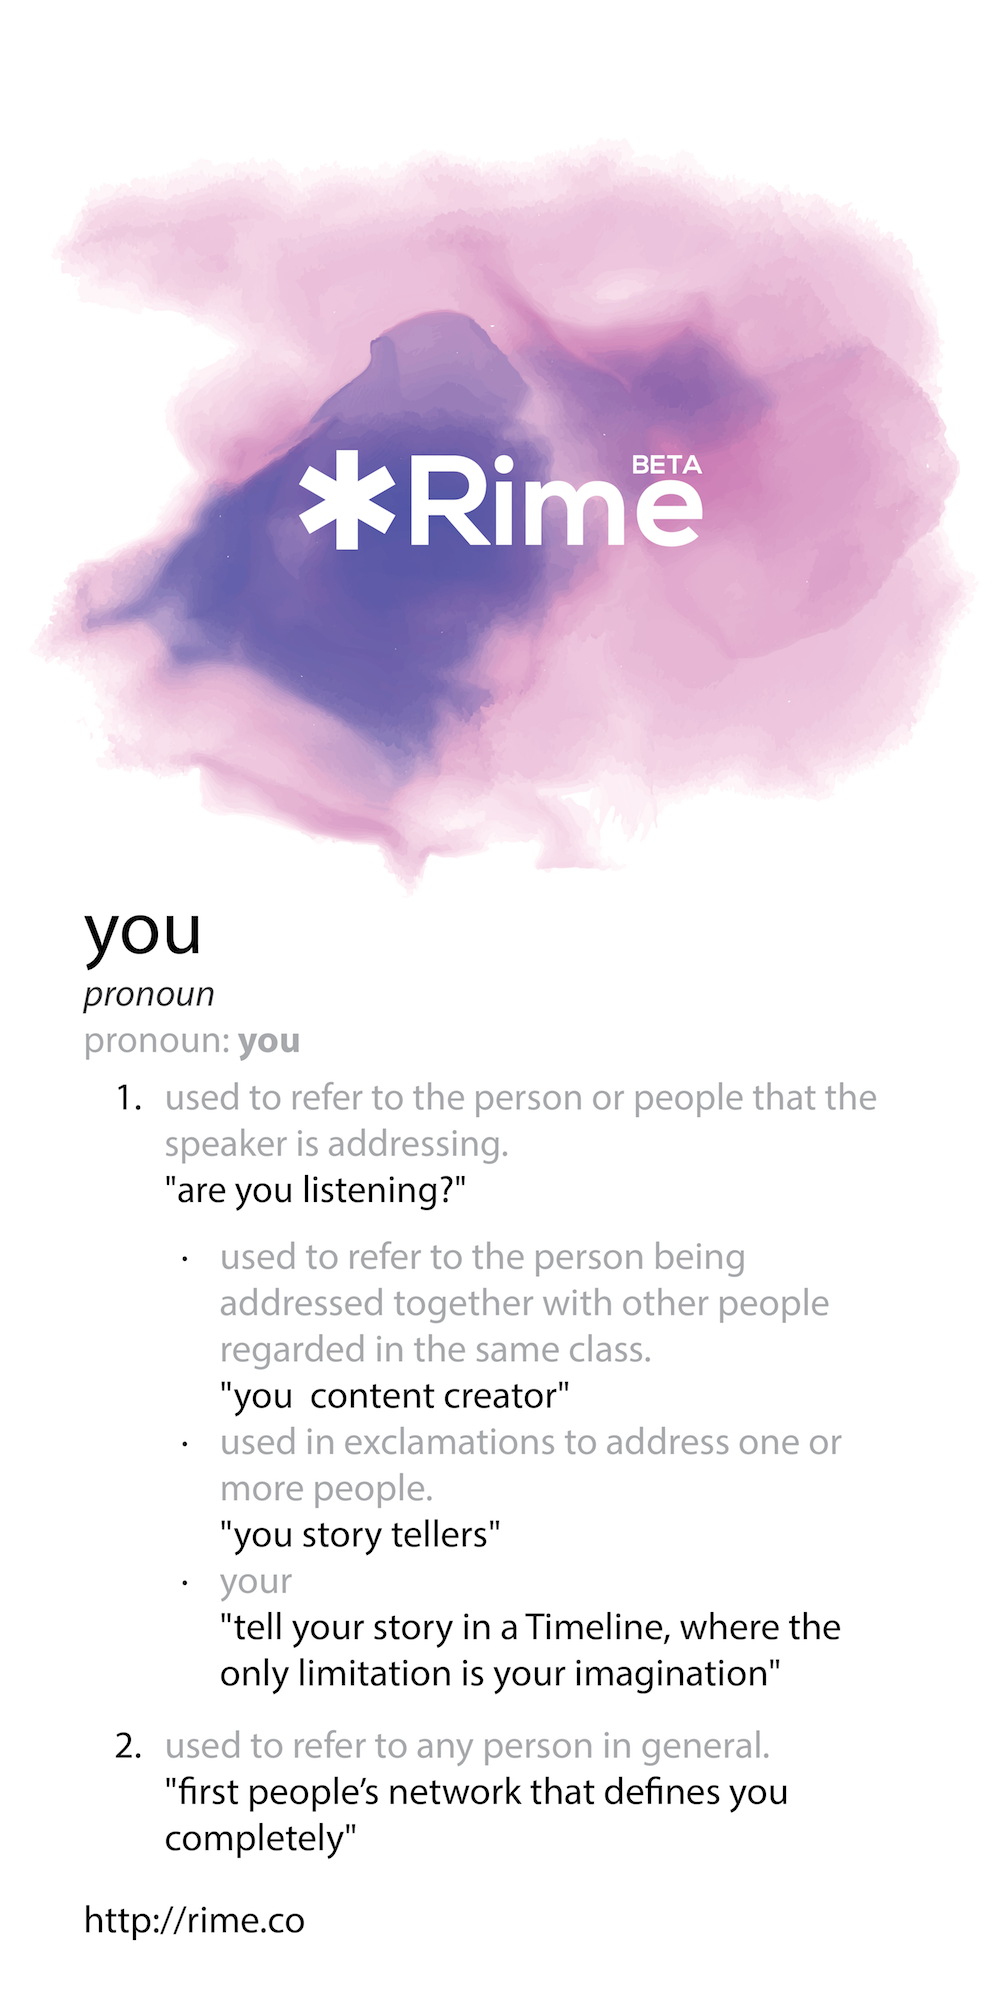 *Rime BETA
you
pronoun
pronoun: you
1. used to refer to the person or people that the
speaker is addressing.
"are you listening?"
· used to refer to the person being
addressed together with other people
regarded in the same class.
"you  content creator"
· used in exclamations to address one or
more people.
"you story tellers"
· your
"tell your story in a Timeline, where the
only limitation is your imagination"
2. used to refer to any person in general.
"first people’s network that defines you
completely"
http://rime.co